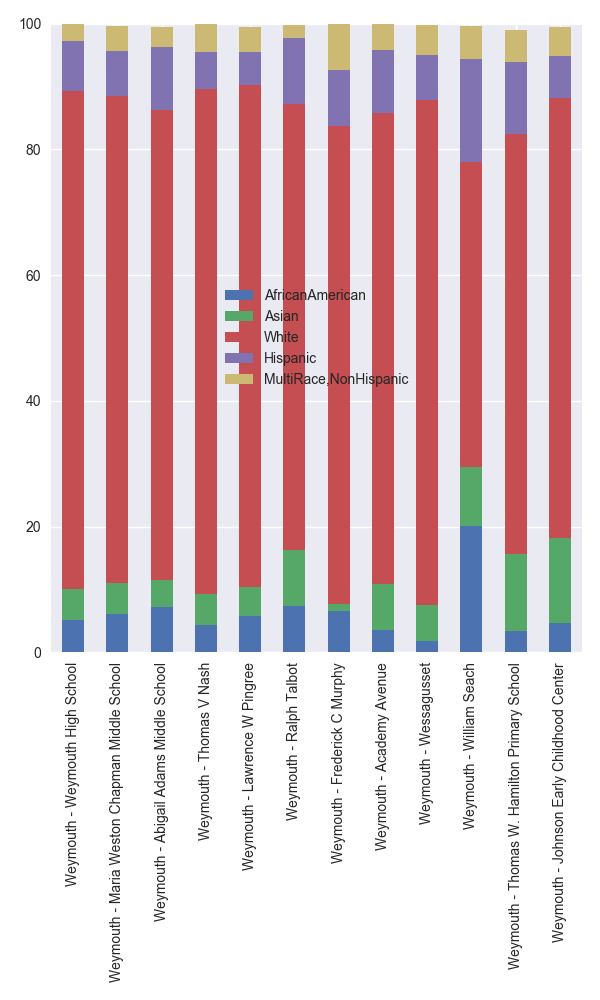 100
80
60
40
20
0
AfricanAmerican
Asian
White
Hispanic
MultiRace,NonHispanic
Weymouth - Weymouth High School
Weymouth - Maria Weston Chapman Middle School
Weymouth - Abigail Adams Middle School
Weymouth - Thomas V Nash
Weymouth - Lawrence W Pingree
Weymouth - Ralph Talbot
Weymouth - Frederick C Murphy
Weymouth - Academy Avenue
Weymouth - Wessagusset
Weymouth - William Seach
Weymouth - Thomas W. Hamilton Primary School
Weymouth - Johnson Early Childhood Center